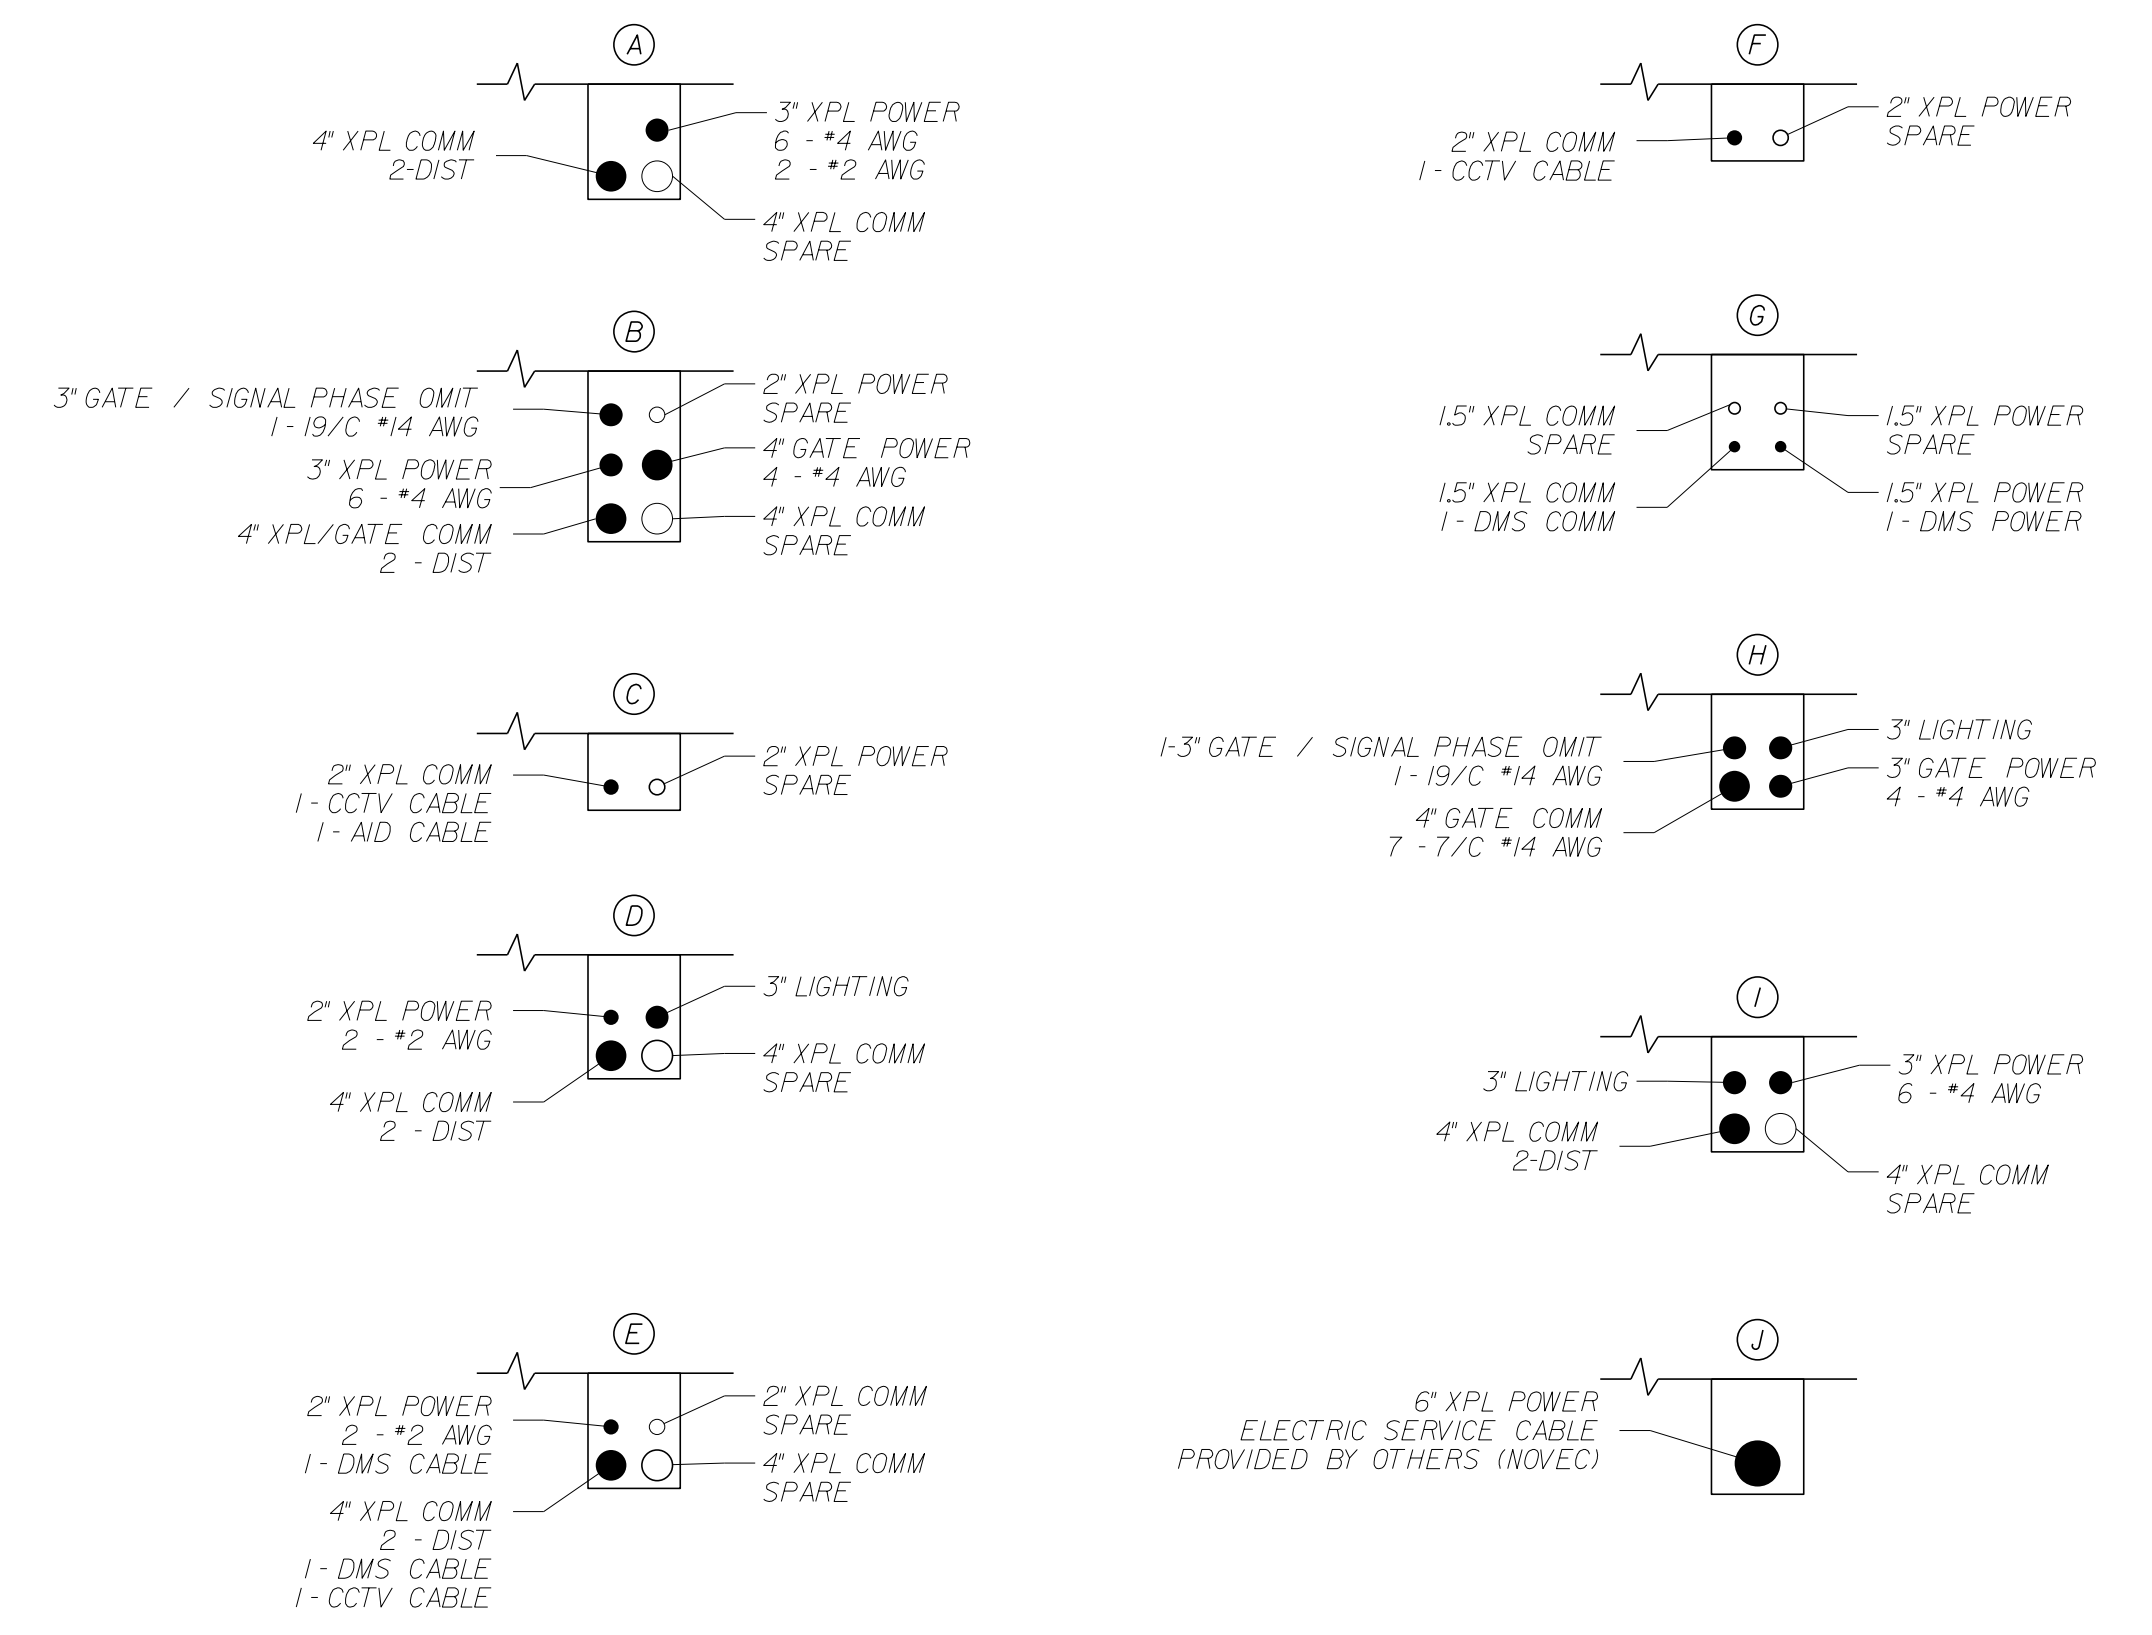 A
4" XPL COMM
2-DIST
3" XPL POWER
6 - #4 AWG
2 - #2 AWG
4" XPL COMM
SPARE
B
3" GATE / SIGNAL PHASE OMIT
1 - 19/C #14 AWG
3" XPL POWER
6 - #4 AWG
4" XPL/GATE COMM
2 - DIST
2" XPL POWER
SPARE
4" GATE POWER
4 - #4 AWG
4" XPL COMM
SPARE
C
2" XPL COMM
1 - CCTV CABLE
1 - AID CABLE
2" XPL POWER
SPARE
D
2" XPL POWER
2 - #2 AWG
4" XPL COMM
2 - DIST
3" LIGHTING
4" XPL COMM
SPARE
E
2" XPL POWER
2 - #2 AWG
1 - DMS CABLE
4" XPL COMM
2 - DIST
1 - DMS CABLE
1 - CCTV CABLE
2" XPL COMM
SPARE
4" XPL COMM
SPARE
F
2" XPL COMM
1 - CCTV CABLE
2" XPL POWER
SPARE
G
1.5" XPL COMM
SPARE
1.5" XPL COMM
1 - DMS COMM
1.5" XPL POWER
SPARE
1.5" XPL POWER
1 - DMS POWER
H
1-3" GATE / SIGNAL PHASE OMIT
1 - 19/C #14 AWG
4" GATE COMM
7 - 7/C #14 AWG
3" LIGHTING
3" GATE POWER
4 - #4 AWG
I
3" LIGHTING
4" XPL COMM
2-DIST
3" XPL POWER
6 - #4 AWG
4" XPL COMM
SPARE
J
6" XPL POWER
ELECTRIC SERVICE CABLE
PROVIDED BY OTHERS (NOVEC)